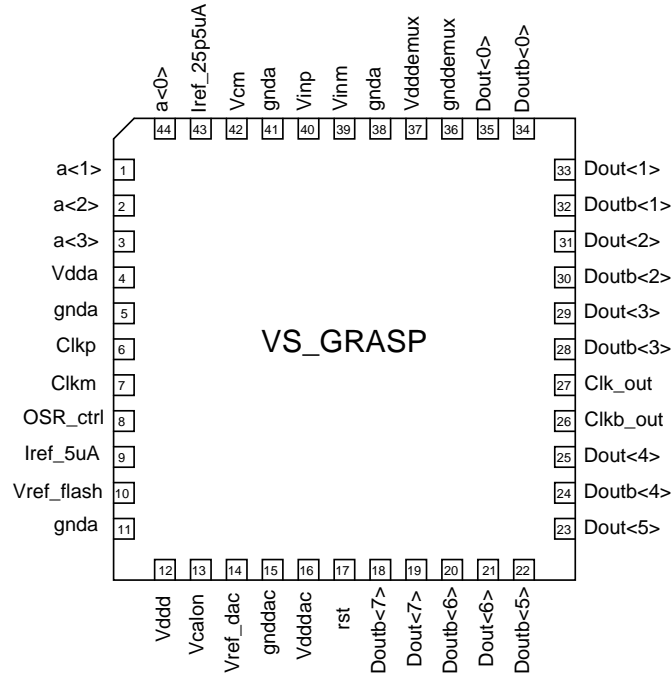 a<0>
Iref_25p5uA
Vcm
gnda
Vinp
Vinm
gnda
Vdddemux
gnddemux
Dout<0>
Doutb<0>
44
43
42
41
40
39
38
37
36
35
34
a<1> 1
33 Dout<1>
a<2> 2
32 Doutb<1>
a<3> 3
31 Dout<2>
Vdda 4
30 Doutb<2>
gnda 5
29 Dout<3>
Clkp 6
VS_GRASP
28 Doutb<3>
Clkm 7
27 Clk_out
OSR_ctrl 8
26 Clkb_out
Iref_5uA 9
25 Dout<4>
Vref_flash 10
24 Doutb<4>
gnda 11
23 Dout<5>
12
13
14
15
16
17
18
19
20
21
22
Vddd
Vcalon
Vref_dac
gnddac
Vdddac
rst
Doutb<7>
Dout<7>
Doutb<6>
Dout<6>
Doutb<5>